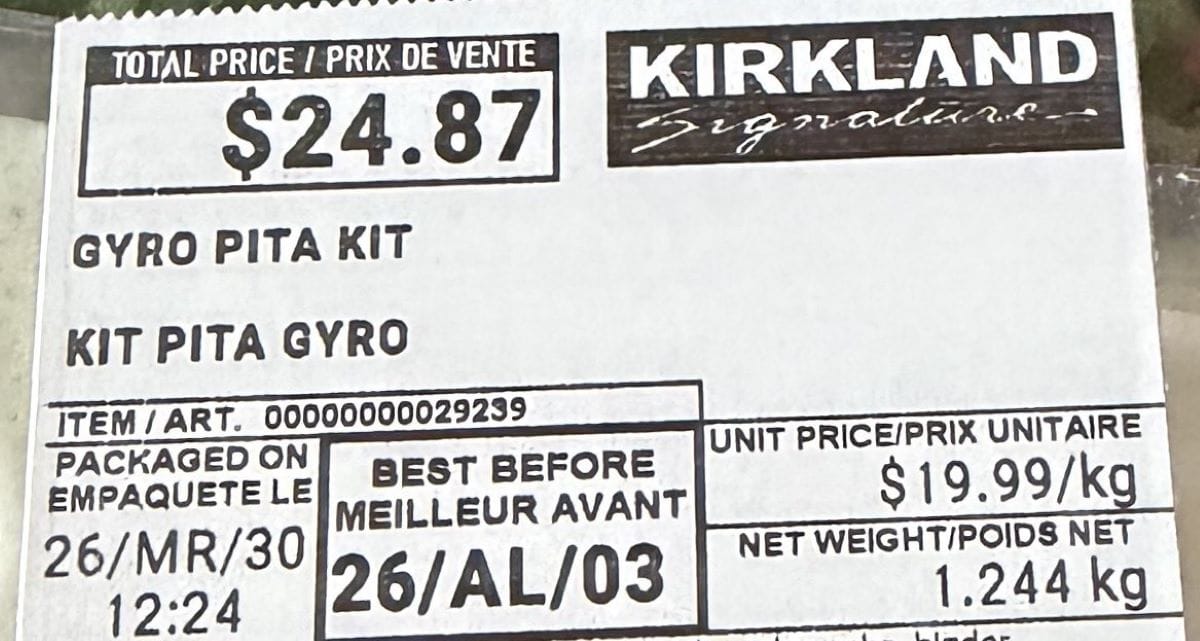 TOTAL PRICE / PRIX DE VENTE
$24.87
KIRKLAND
Signature
GYRO PITA KIT
KIT PITA GYRO
ITEM / ART. 00000000029239
PACKAGED ON
EMPAQUETE LE
26/MR/30
12:24
BEST BEFORE
MEILLEUR AVANT
26/AL/03
UNIT PRICE/PRIX UNITAIRE
$19.99/kg
NET WEIGHT/POIDS NET
1.244 kg